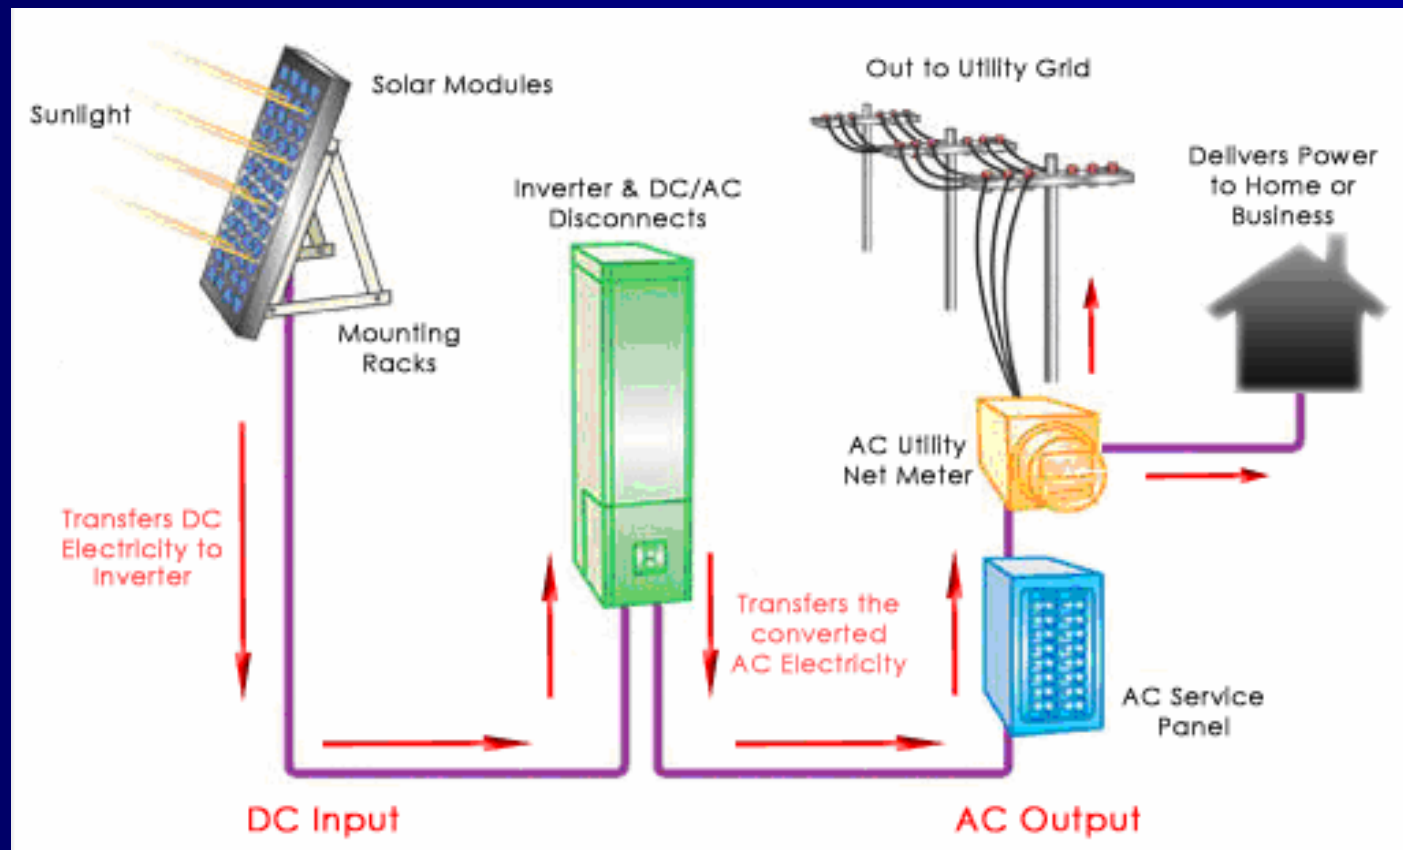 Solar Modules
Sunlight
Mounting
Racks
Transfers DC
Electricity to
Inverter
Inverter & DC/AC
Disconnects
Transfers the
converted
AC Electricity
Out to Utility Grid
Delivers Power
to Home or
Business
AC Utility
Net Meter
AC Service
Panel
DC Input
AC Output